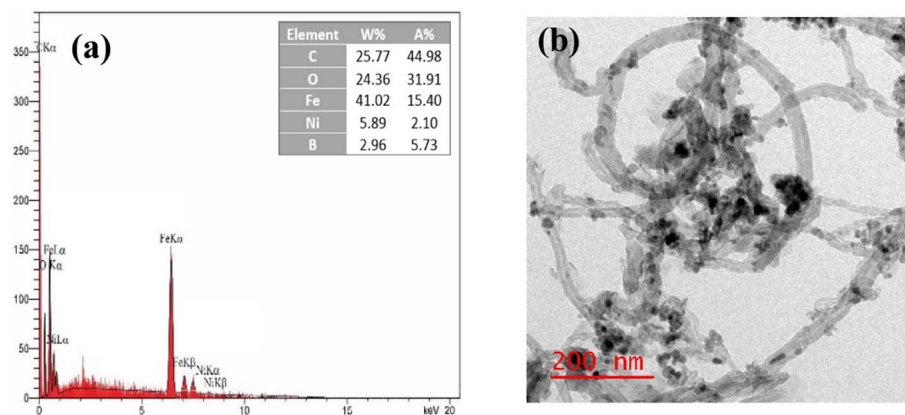 (a)
Element W% A%
C 25.77 44.98
O 24.36 31.91
Fe 41.02 15.40
Ni 5.89 2.10
B 2.96 5.73
CKα
350
300
250
200
150
100
50
0
FeLα
O Kα
NiLα
FeKα
FeKβ
NiKα
NiKβ
0 5 10 15 keV 20
(b)
200 nm